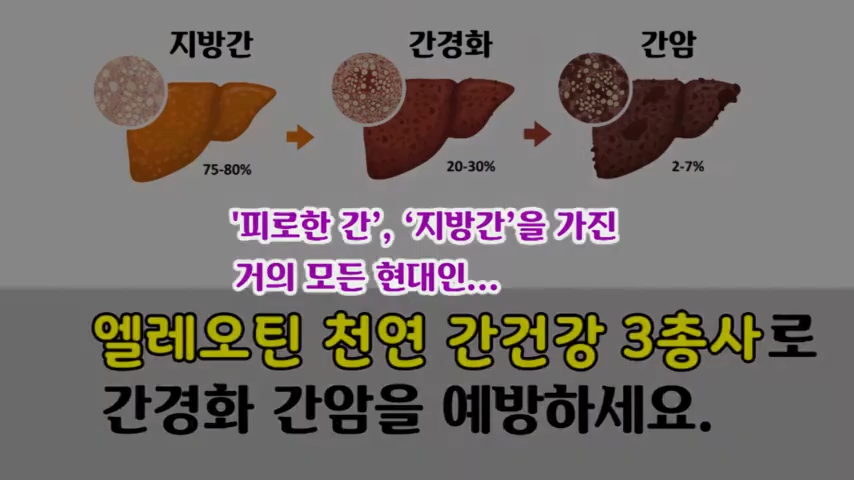 지방간 간경화 간암
75-80% 20-30% 2-7%
'피로한 간’, ‘지방간’을 가진
거의 모든 현대인...
엘레오틴 천연 간건강 3총사로
간경화 간암을 예방하세요.